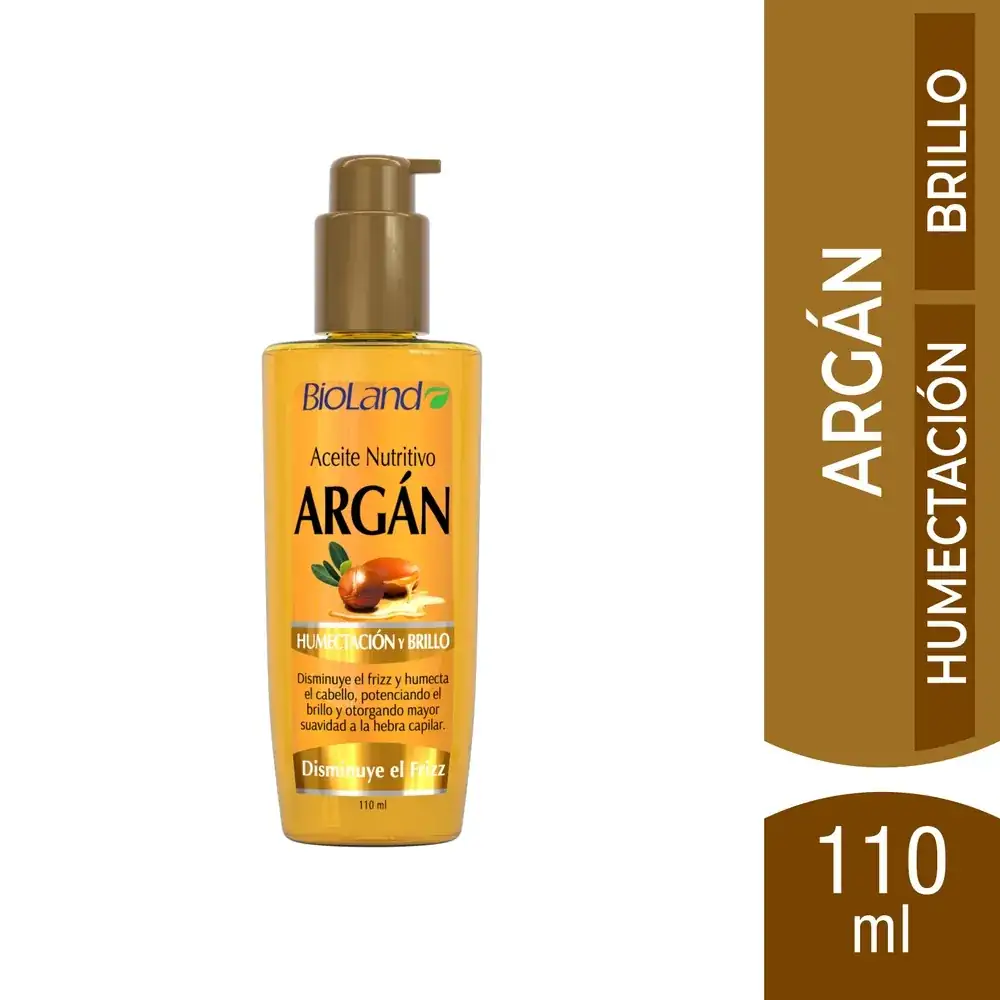 BioLand
Aceite Nutritivo
ARGÁN
HUMECTACIÓN Y BRILLO
Disminuye el frizz y humecta
el cabello, potenciando el
brillo y otorgando mayor
suavidad a la hebra capilar.
Disminuye el Frizz
110 ml
ARGÁN
HUMECTACIÓN
BRILLO
110
ml